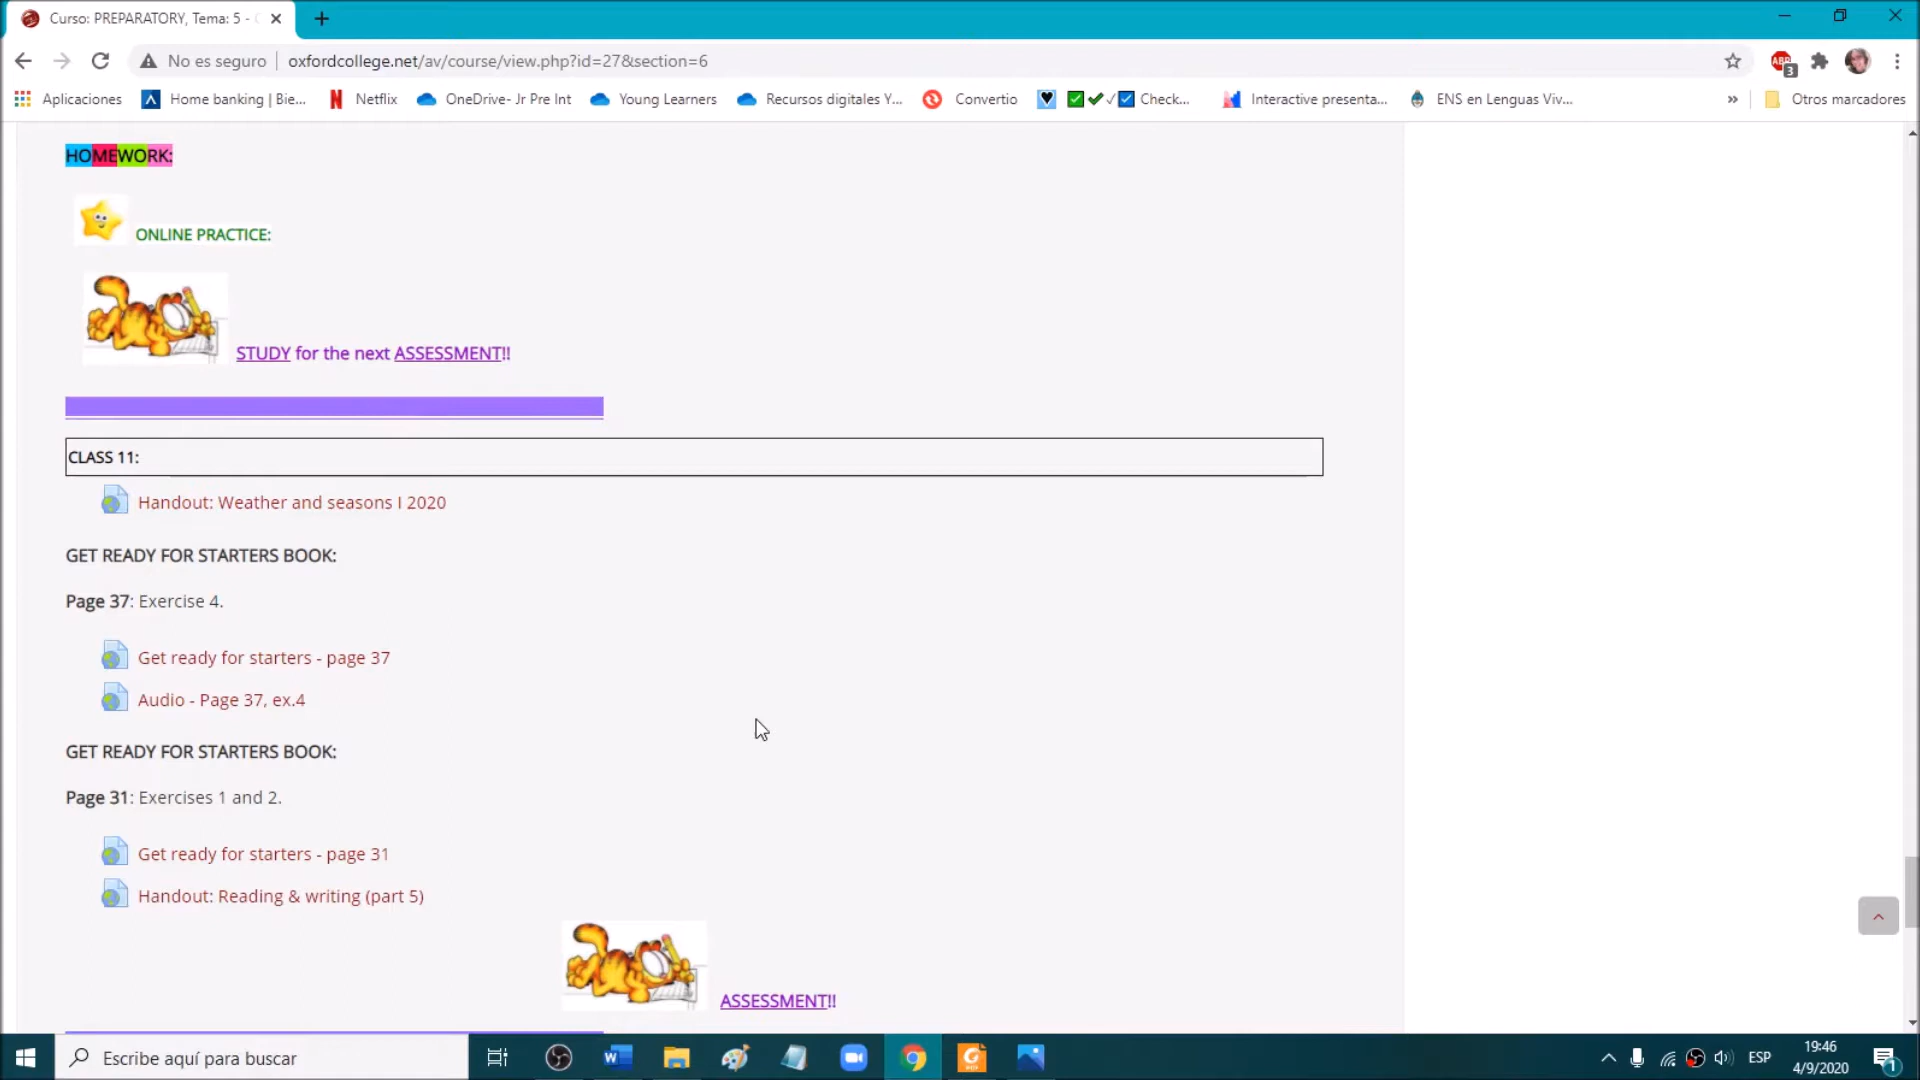 Curso: PREPARATORY, Tema: 5 -
No es seguro
oxfordcollege.net/av/course/view.php?id=27&section=6
ABP
3
Aplicaciones
Home banking | Bie...
Netflix
OneDrive- Jr Pre Int
Young Learners
Recursos digitales Y...
Convertio
Check...
Interactive presenta...
ENS en Lenguas Viv...
»
Otros marcadores
HOMEWORK:
ONLINE PRACTICE:
STUDY for the next ASSESSMENT!!
CLASS 11:
Handout: Weather and seasons I 2020
GET READY FOR STARTERS BOOK:
Page 37: Exercise 4.
Get ready for starters - page 37
Audio - Page 37, ex.4
GET READY FOR STARTERS BOOK:
Page 31: Exercises 1 and 2.
Get ready for starters - page 31
Handout: Reading & writing (part 5)
ASSESSMENT!!
Escribe aquí para buscar
ESP
19:46
4/9/2020
1